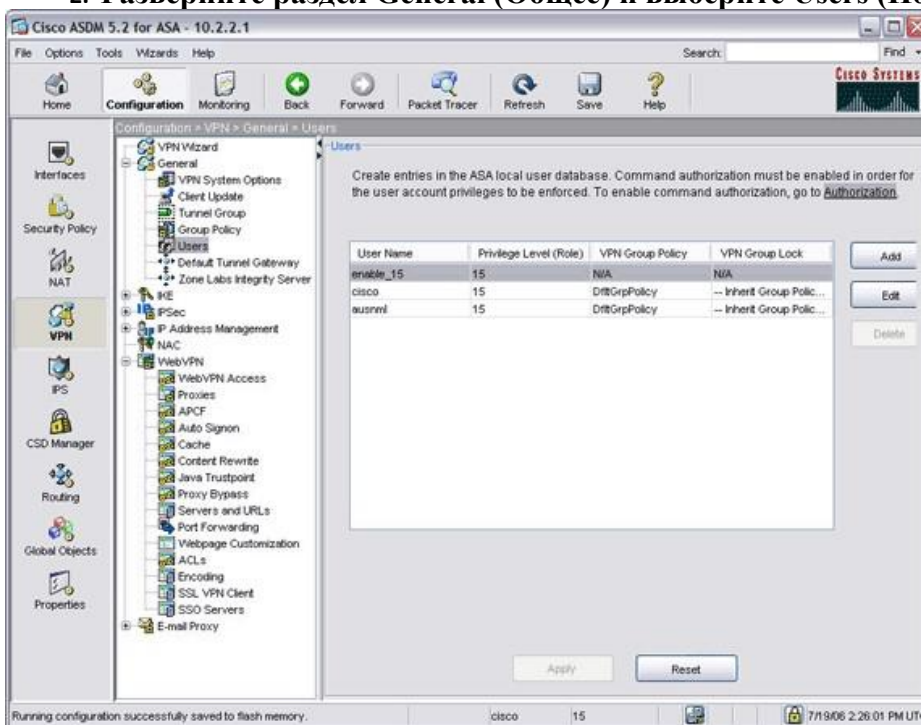 2. Разверните раздел General (Общее) и выберите Users
Cisco ASDM 5.2 for ASA - 10.2.2.1
File Options Tools Wizards Help Search: Find
Home Configuration Monitoring Back Forward Packet Tracer Refresh Save Help
CISCO SYSTEMS
Configuration > VPN > General > Users
Interfaces
Security Policy
NAT
VPN
IPS
CSD Manager
Routing
Global Objects
Properties
VPN Wizard
General
VPN System Options
Client Update
Tunnel Group
Group Policy
Users
Default Tunnel Gateway
Zone Labs Integrity Server
IKE
IPSec
IP Address Management
NAC
WebVPN
WebVPN Access
Proxies
APCF
Auto Signon
Cache
Content Rewrite
Java Trustpoint
Proxy Bypass
Servers and URLs
Port Forwarding
Webpage Customization
ACLs
Encoding
SSL VPN Client
SSO Servers
E-mail Proxy
Users
Create entries in the ASA local user database. Command authorization must be enabled in order for
the user account privileges to be enforced. To enable command authorization, go to Authorization.
User Name Privilege Level (Role) VPN Group Policy VPN Group Lock
enable_15 15 N/A N/A
cisco 15 DfltGrpPolicy -- Inherit Group Polic...
ausnml 15 DfltGrpPolicy -- Inherit Group Polic...
Add
Edit
Delete
Apply Reset
Running configuration successfully saved to flash memory. cisco 15 7/19/06 2:26:01 PM